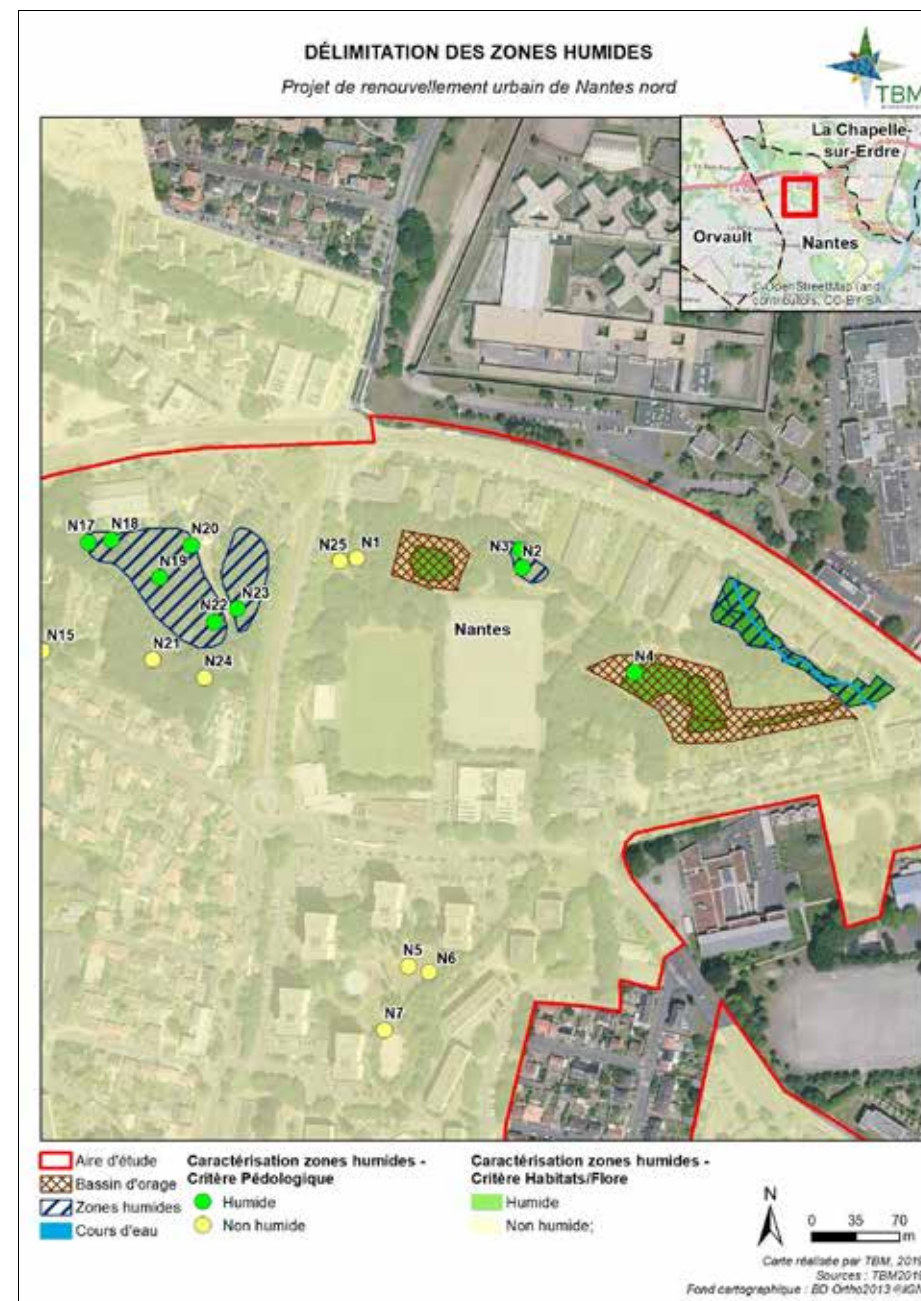 DÉLIMITATION DES ZONES HUMIDES
Projet de renouvellement urbain de Nantes nord
TBM
La Chapelle-
sur-Erdre
Orvault
Nantes
© OpenStreetMap (and)
contributors, CC-BY-SA
N17
N18
N20
N19
N22
N23
N25
N1
N3
N2
Nantes
N15
N21
N24
N4
N5
N6
N7
Aire d'étude
Bassin d'orage
Zones humides
Cours d'eau
Caractérisation zones humides -
Critère Pédologique
Humide
Non humide
Caractérisation zones humides -
Critère Habitats/Flore
Humide
Non humide;
N
0 35 70
m
Carte réalisée par TBM, 2019
Sources : TBM2019
Fond cartographique : BD Ortho2013